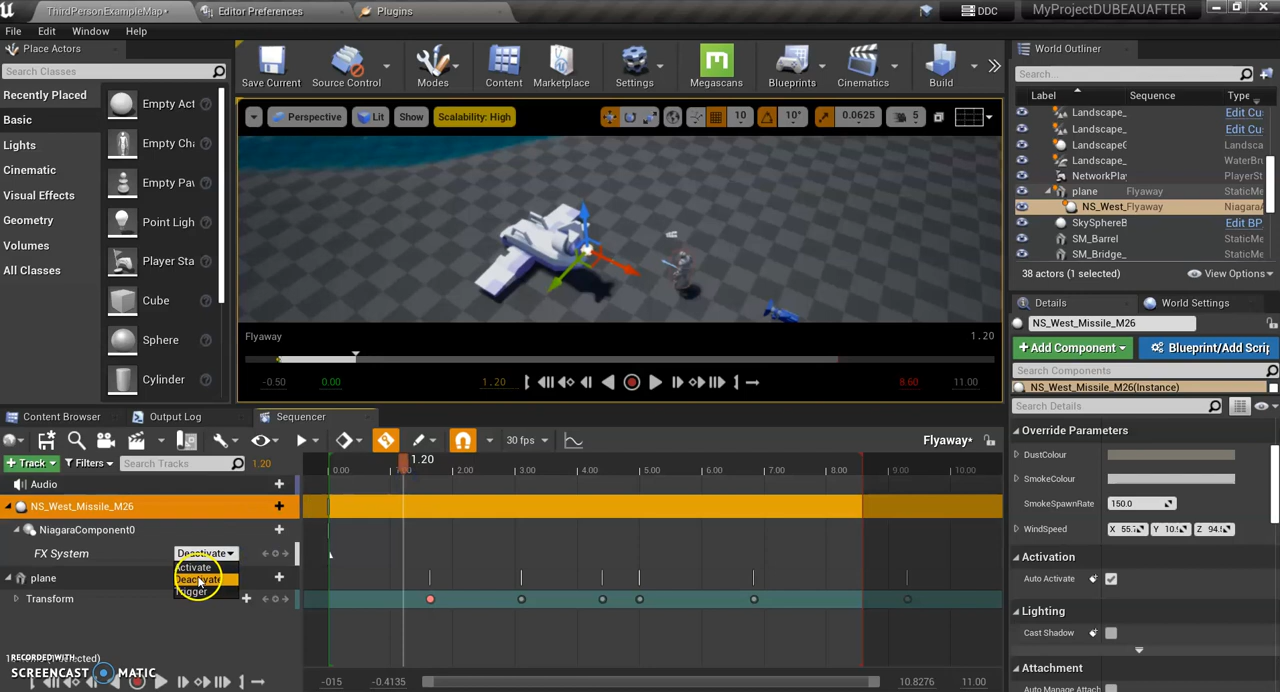 ThirdPersonExampleMap*
Editor Preferences
Plugins
DDC
MyProjectDUBEAUAFTER
File Edit Window Help
Place Actors
Search Classes
Recently Placed
Basic
Lights
Cinematic
Visual Effects
Geometry
Volumes
All Classes
Empty Act
Empty Cha
Empty Pav
Point Ligh
Player Sta
Cube
Sphere
Cylinder
Save Current
Source Control
Modes
Content
Marketplace
Settings
Megascans
Blueprints
Cinematics
Build
Perspective
Lit
Show
Scalability: High
10
10°
0.0625
5
Flyaway
1.20
-0.50
0.00
1.20
8.60
11.00
World Outliner
Search...
Label Sequence Type
Landscape_ Edit Cu
Landscape_ Edit Cu
LandscapeG Landsca
Landscape_ WaterBru
NetworkPla PlayerSt
plane Flyaway StaticMe
NS_West_Flyaway NiagaraA
SkySphereB Edit BP
SM_Barrel StaticMe
SM_Bridge_ StaticMe
38 actors (1 selected)
View Options
Details
World Settings
NS_West_Missile_M26
+Add Component
Blueprint/Add Scrip
Search Components
NS_West_Missile_M26(Instance)
Search Details
Override Parameters
DustColour
SmokeColour
SmokeSpawnRate 150.0
WindSpeed
Activation
Auto Activate
Lighting
Cast Shadow
Attachment
Auto Manage Attach
Content Browser
Output Log
Sequencer
30 fps
Flyaway*
+ Track
Filters
Search Tracks
1.20
1.20
0.00 2.00 3.00 4.00 5.00 6.00 7.00 8.00 9.00 10.00
Audio
NS_West_Missile_M26
NiagaraComponent0
FX System
Deactivate
Activate
Deactivate
Trigger
plane
Transform
RECORDED WITH
SCREENCAST MATIC
-015 -0.4135 10.8276 11.00